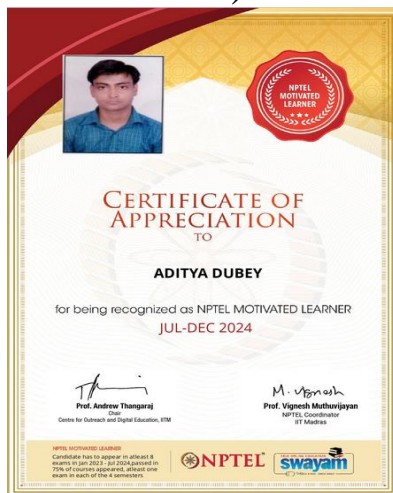 NPTEL
MOTIVATED
LEARNER
CERTIFICATE OF
APPRECIATION
TO
ADITYA DUBEY
for being recognized as NPTEL MOTIVATED LEARNER
JUL-DEC 2024
Prof. Andrew Thangaraj
Chair
Centre for Outreach and Digital Education, IITM
M. Vignesh
Prof. Vignesh Muthuvijayan
NPTEL Coordinator
IIT Madras
NPTEL MOTIVATED LEARNER
Candidate has to appear in atleast 8
exams in Jan 2023 - Jul 2024,passed in
75% of courses appeared, atleast one
exam in each of the 4 semesters
NPTEL
swayam